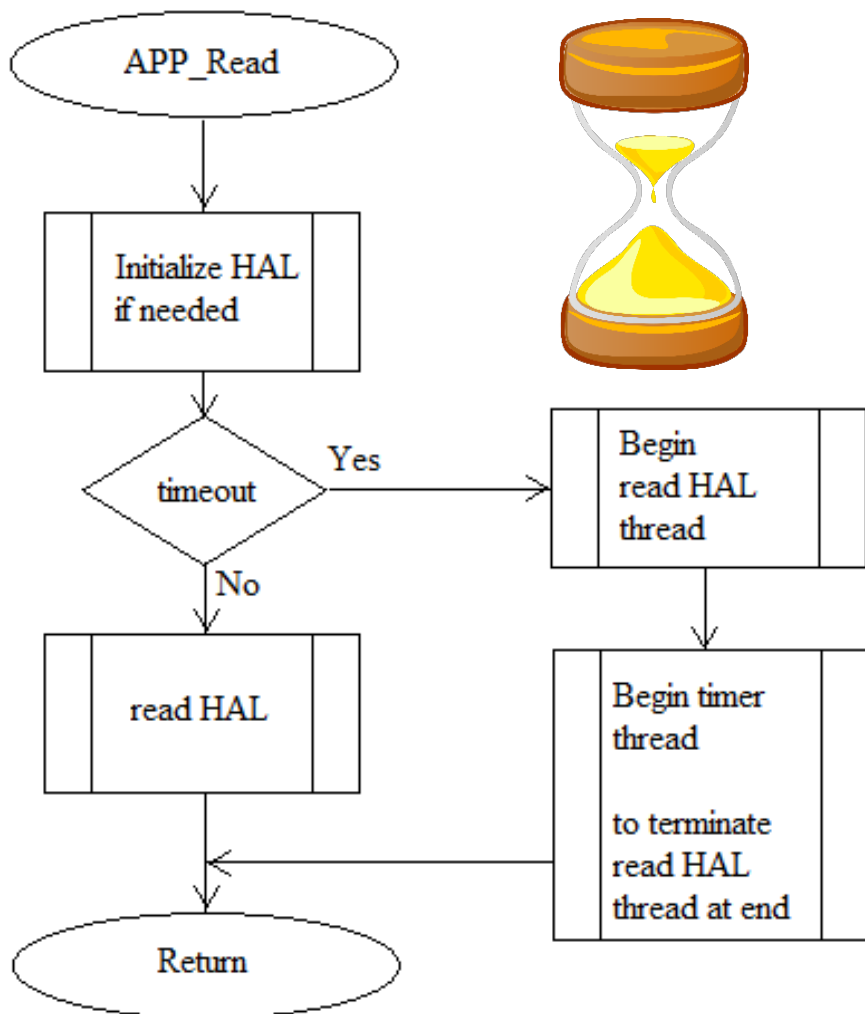 APP_Read
Initialize HAL
if needed
timeout
Yes
Begin
read HAL
thread
No
read HAL
Begin timer
thread
to terminate
read HAL
thread at end
Return